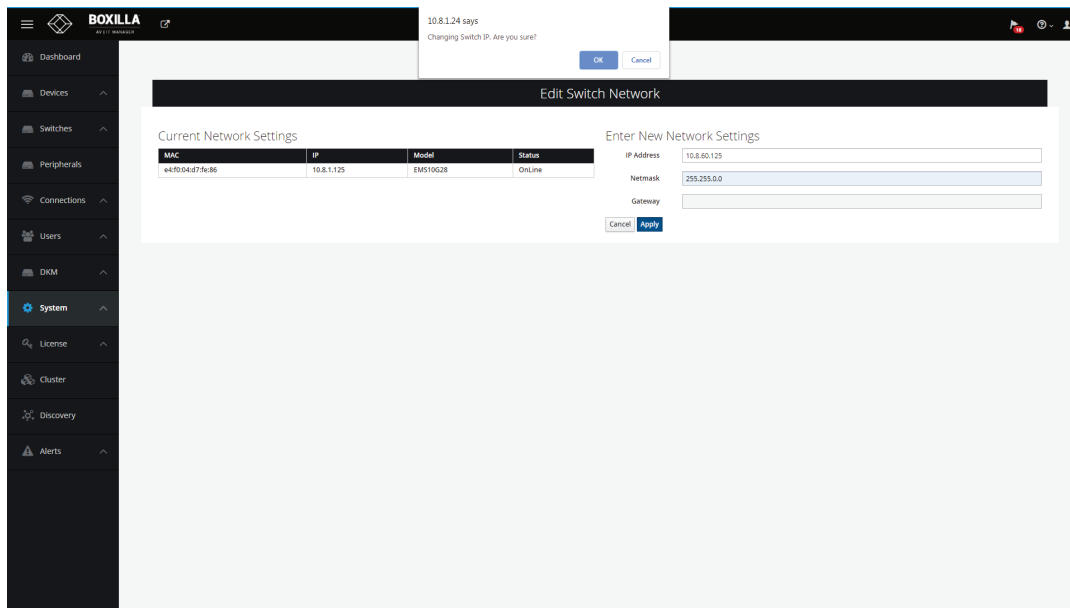 BOXILLA
AV | IT MANAGER
10.8.1.24 says
Changing Switch IP. Are you sure?
OK
Cancel
18
Dashboard
Devices
Switches
Peripherals
Connections
Users
DKM
System
License
Cluster
Discovery
Alerts
Edit Switch Network
Current Network Settings
MAC IP Model Status
e4:f0:04:d7:fe:86 10.8.1.125 EMS10G28 OnLine
Enter New Network Settings
IP Address 10.8.60.125
Netmask 255.255.0.0
Gateway
Cancel Apply